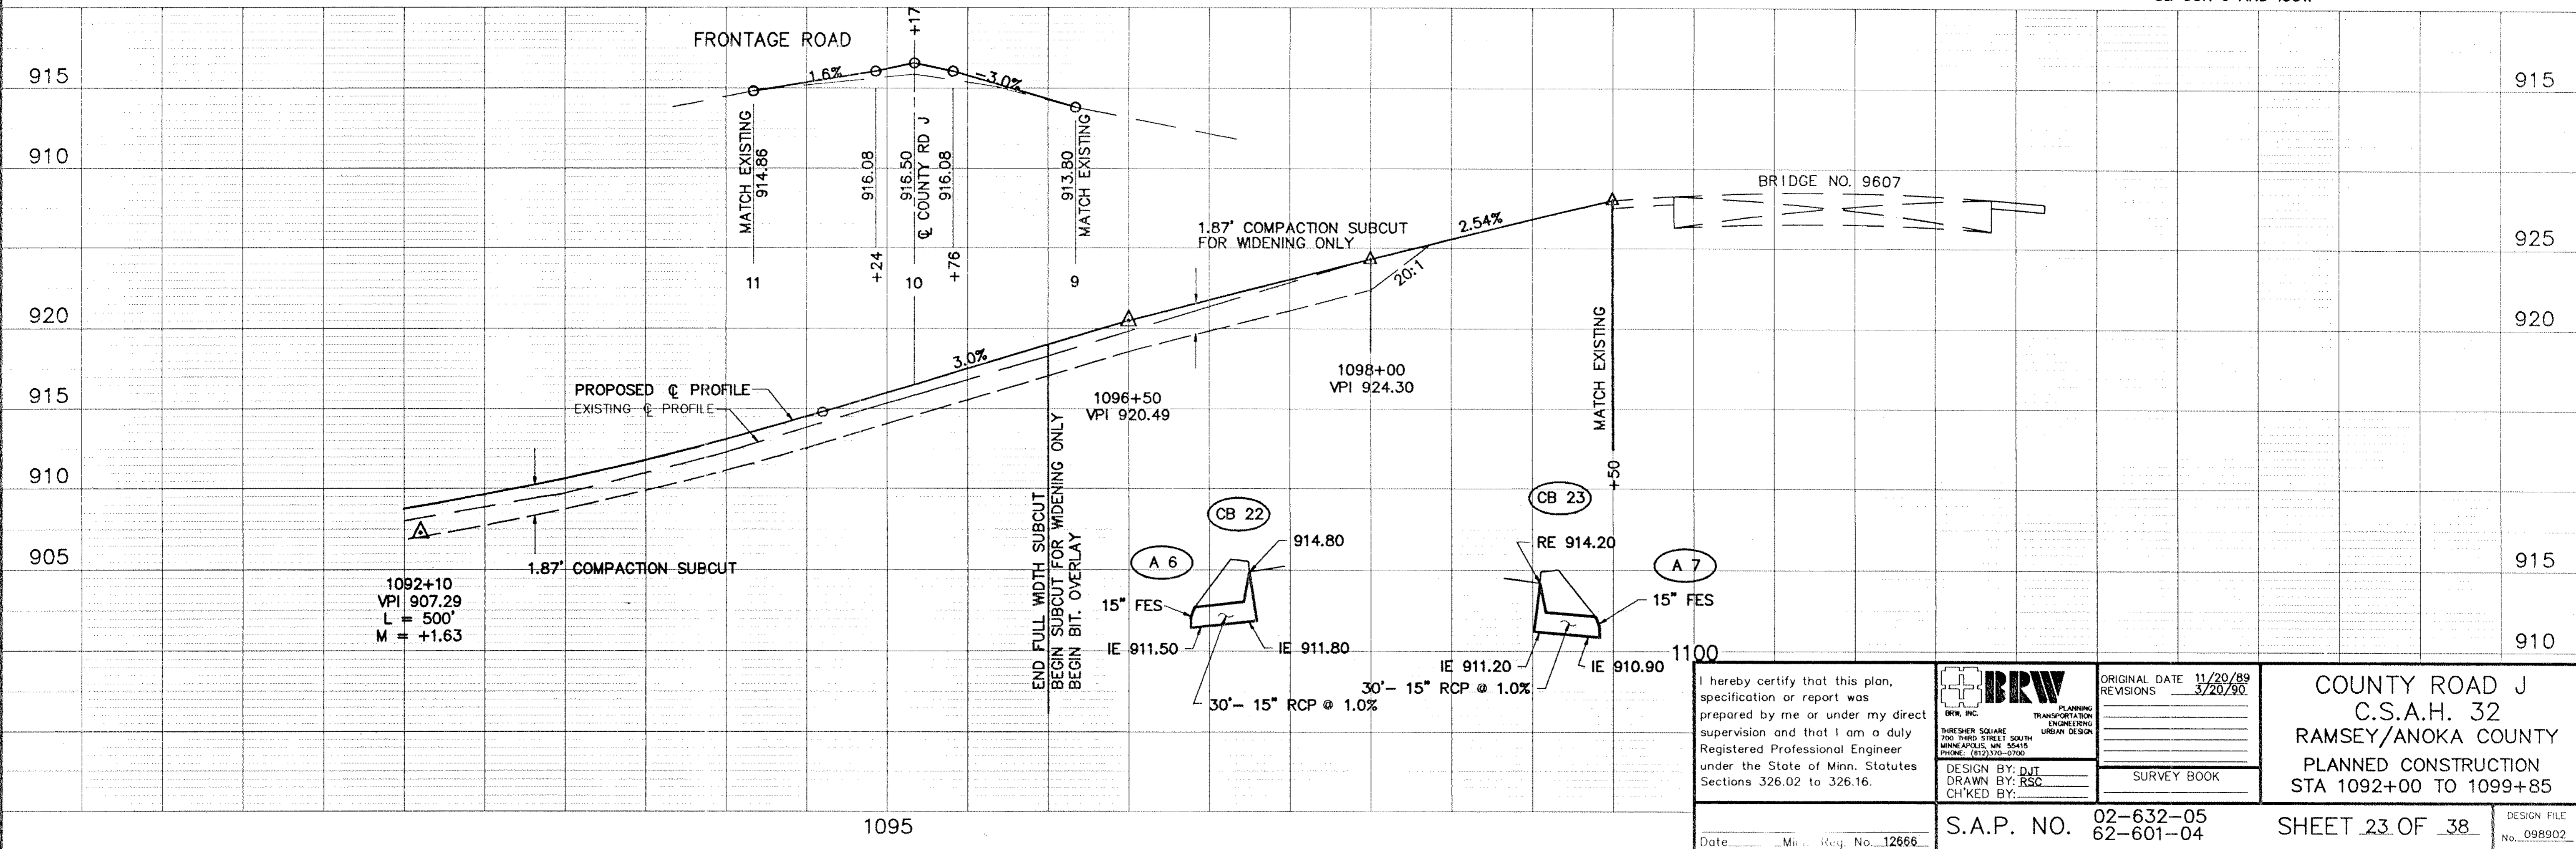 FRONTAGE ROAD
+17
1.6%
-3.0%
915
910
925
920
915
910
905
915
925
920
915
910
MATCH EXISTING
914.86
916.08
916.50
℄ COUNTY RD J
916.08
913.80
MATCH EXISTING
11
+24
10
+76
9
1.87' COMPACTION SUBCUT
FOR WIDENING ONLY
2.54%
20:1
BRIDGE NO. 9607
3.0%
PROPOSED ℄ PROFILE
EXISTING ℄ PROFILE
1096+50
VPI 920.49
1098+00
VPI 924.30
MATCH EXISTING
+50
1.87' COMPACTION SUBCUT
1092+10
VPI 907.29
L = 500'
M = +1.63
END FULL WIDTH SUBCUT
BEGIN SUBCUT FOR WIDENING ONLY
BEGIN BIT. OVERLAY
CB 22
A 6
914.80
15" FES
IE 911.50
IE 911.80
30'- 15" RCP @ 1.0%
CB 23
RE 914.20
A 7
15" FES
IE 911.20
IE 910.90
30'- 15" RCP @ 1.0%
1100
1095
I hereby certify that this plan,
specification or report was
prepared by me or under my direct
supervision and that I am a duly
Registered Professional Engineer
under the State of Minn. Statutes
Sections 326.02 to 326.16.
Date Reg. No. 12666
BRW
BRW, INC.
PLANNING
TRANSPORTATION
ENGINEERING
URBAN DESIGN
THRESHER SQUARE
700 THIRD STREET SOUTH
MINNEAPOLIS, MN 55415
PHONE: (612)370-0700
DESIGN BY: DJT
DRAWN BY: RSC
CH'KED BY:
ORIGINAL DATE 11/20/89
REVISIONS 3/20/90
SURVEY BOOK
COUNTY ROAD J
C.S.A.H. 32
RAMSEY/ANOKA COUNTY
PLANNED CONSTRUCTION
STA 1092+00 TO 1099+85
S.A.P. NO. 02-632-05
62-601--04
SHEET 23 OF 38
DESIGN FILE
No. 098902